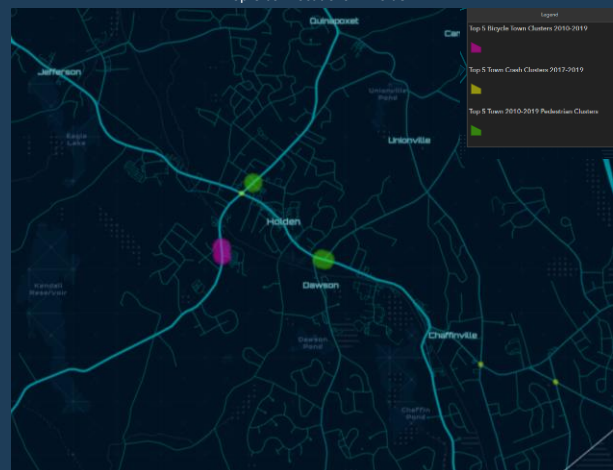 Legend
Top 5 Bicycle Town Clusters 2010-2019
Top 5 Town Crash Clusters 2017-2019
Top 5 Town 2010-2019 Pedestrian Clusters
Quinapoxet
Jefferson
Unionville
Pond
Eagle
Lake
Unionville
Holden
Kendall
Reservoir
Dawson
Dawson
Pond
Chaffinville
Chaffin
Pond